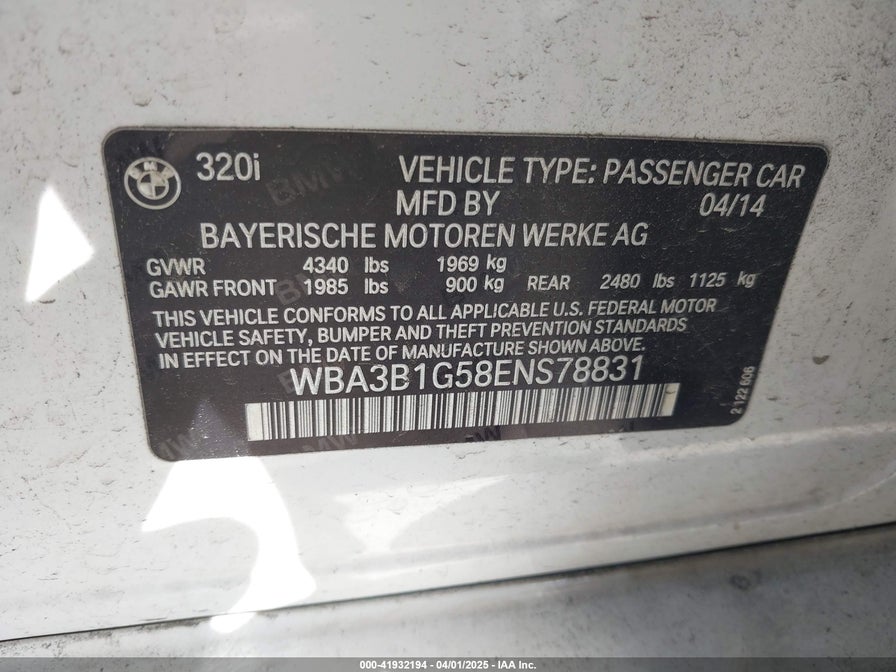 320i VEHICLE TYPE: PASSENGER CAR
MFD BY 04/14
BAYERISCHE MOTOREN WERKE AG
GVWR 4340 lbs 1969 kg
GAWR FRONT 1985 lbs 900 kg REAR 2480 lbs 1125 kg
THIS VEHICLE CONFORMS TO ALL APPLICABLE U.S. FEDERAL MOTOR
VEHICLE SAFETY, BUMPER AND THEFT PREVENTION STANDARDS
IN EFFECT ON THE DATE OF MANUFACTURE SHOWN ABOVE.
WBA3B1G58ENS78831
2 122 606
000-41932194 - 04/01/2025 - IAA Inc.